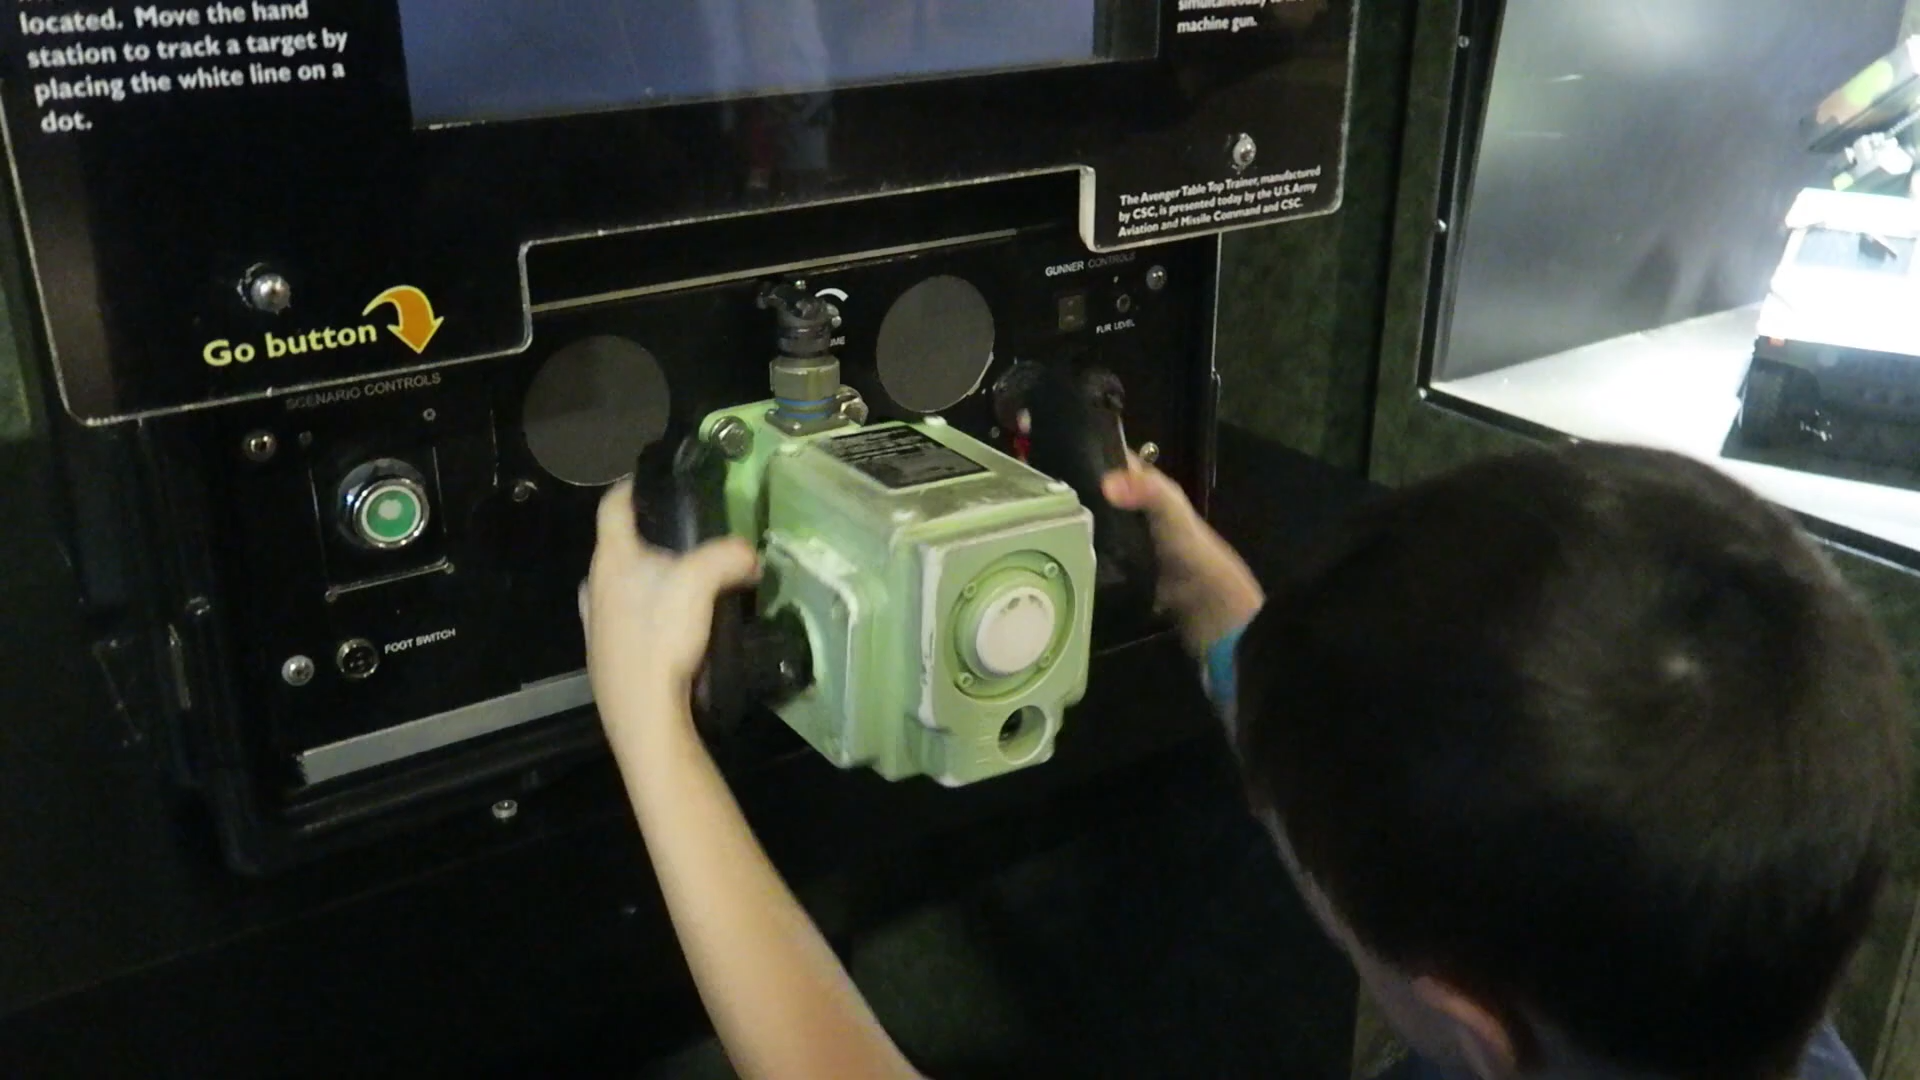 located. Move the hand
station to track a target by
placing the white line on a
dot.
simultaneously to
machine gun.
The Avenger Table Top Trainer, manufactured
by CSC, is presented today by the U.S. Army
Aviation and Missile Command and CSC.
Go button
SCENARIO CONTROLS
GUNNER CONTROLS
FLIR LEVEL
FOOT SWITCH